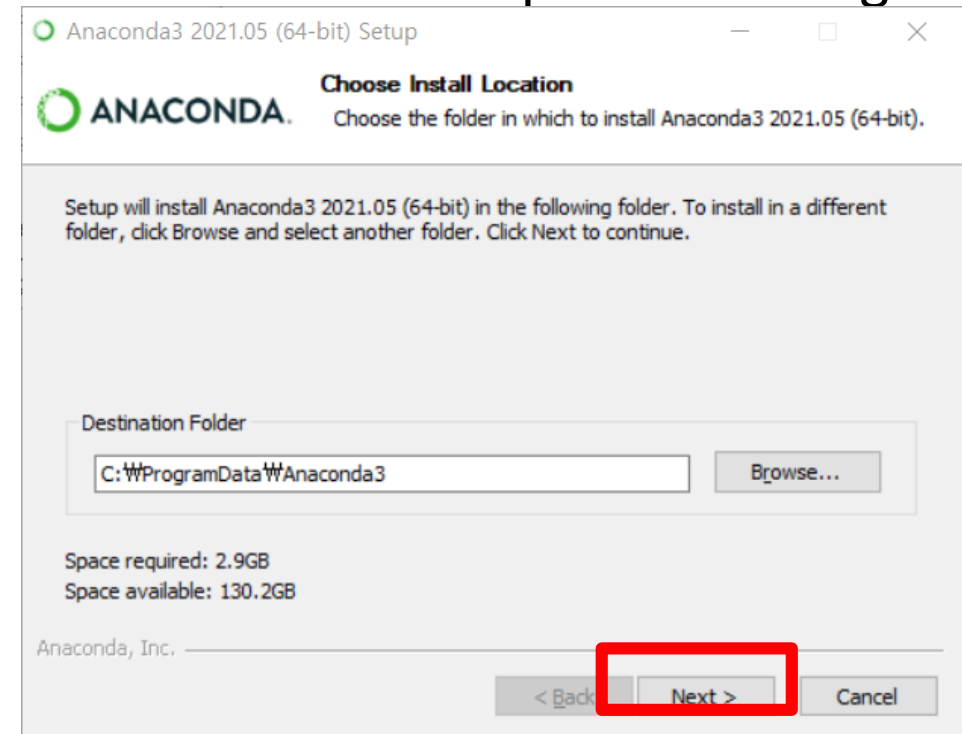 Anaconda3 2021.05 (64-bit) Setup
ANACONDA.
Choose Install Location
Choose the folder in which to install Anaconda3 2021.05 (64-bit).
Setup will install Anaconda3 2021.05 (64-bit) in the following folder. To install in a different
folder, click Browse and select another folder. Click Next to continue.
Destination Folder
C:₩ProgramData₩Anaconda3
Browse...
Space required: 2.9GB
Space available: 130.2GB
Anaconda, Inc.
< Back
Next >
Cancel